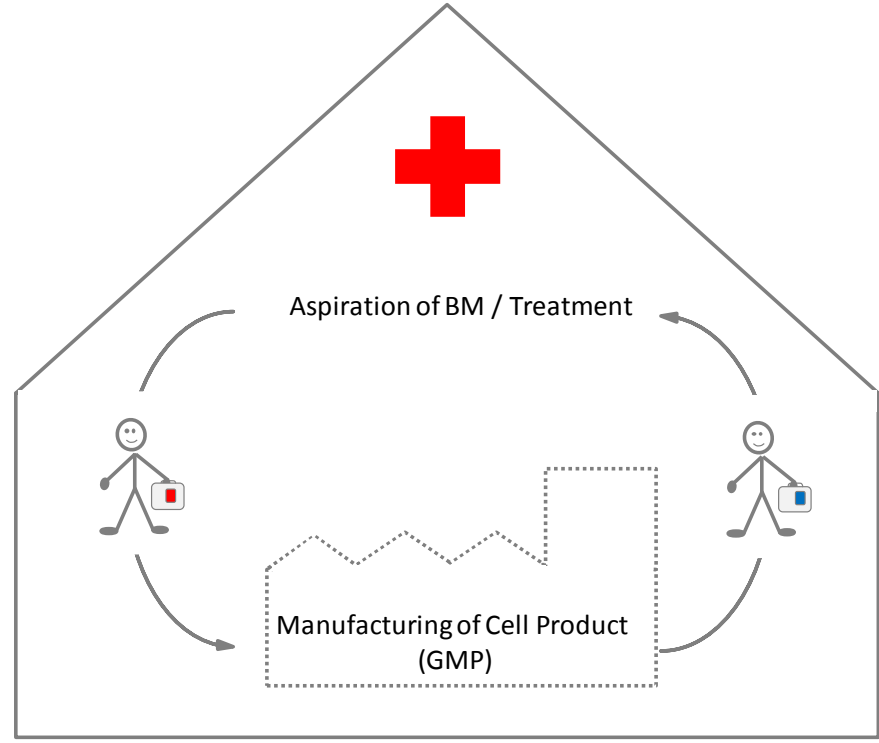 Aspiration of BM / Treatment
Manufacturing of Cell Product
(GMP)